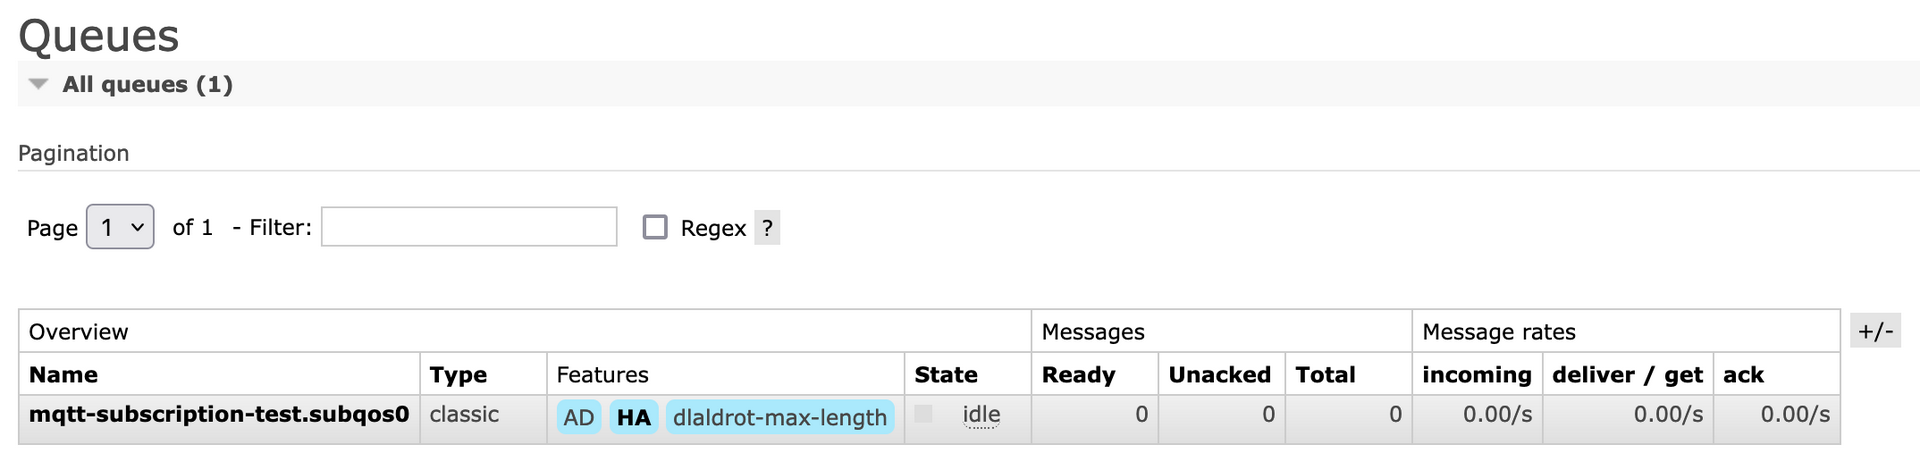 Queues
All queues (1)
Pagination
Page 1 of 1 - Filter: Regex ?
Overview Messages Message rates +/-
Name Type Features State Ready Unacked Total incoming deliver / get ack
mqtt-subscription-test.subqos0 classic AD HA dlaldrot-max-length idle 0 0 0 0.00/s 0.00/s 0.00/s